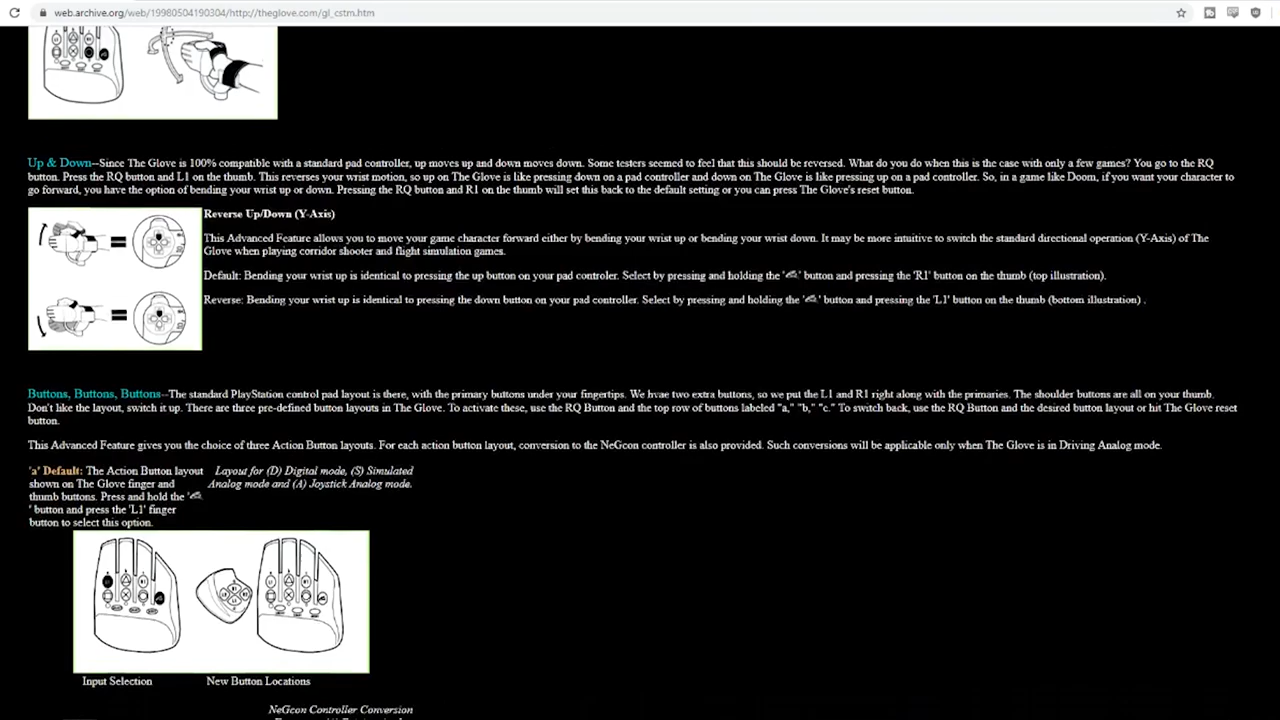 web.archive.org/web/19980504190304/http://theglove.com/gl_cstm.htm
Up & Down--Since The Glove is 100% compatible with a standard pad controller, up moves up and down moves down. Some testers seemed to feel that this should be reversed. What do you do when this is the case with only a few games? You go to the RQ
button. Press the RQ button and L1 on the thumb. This reverses your wrist motion, so up on The Glove is like pressing down on a pad controller and down on The Glove is like pressing up on a pad controller. So, in a game like Doom, if you want your character to
go forward, you have the option of bending your wrist up or down. Pressing the RQ button and R1 on the thumb will set this back to the default setting or you can press The Glove's reset button.
Reverse Up/Down (Y-Axis)
This Advanced Feature allows you to move your game character forward either by bending your wrist up or bending your wrist down. It may be more intuitive to switch the standard directional operation (Y-Axis) of The
Glove when playing corridor shooter and flight simulation games.
Default: Bending your wrist up is identical to pressing the up button on your pad controler. Select by pressing and holding the ' ' button and pressing the 'R1' button on the thumb (top illustration).
Reverse: Bending your wrist up is identical to pressing the down button on your pad controller. Select by pressing and holding the ' ' button and pressing the 'L1' button on the thumb (bottom illustration) .
Buttons, Buttons, Buttons--The standard PlayStation control pad layout is there, with the primary buttons under your fingertips. We hvae two extra buttons, so we put the L1 and R1 right along with the primaries. The shoulder buttons are all on your thumb.
Don't like the layout, switch it up. There are three pre-defined button layouts in The Glove. To activate these, use the RQ Button and the top row of buttons labeled "a," "b," "c." To switch back, use the RQ Button and the desired button layout or hit The Glove reset
button.
This Advanced Feature gives you the choice of three Action Button layouts. For each action button layout, conversion to the NeGcon controller is also provided. Such conversions will be applicable only when The Glove is in Driving Analog mode.
'a' Default: The Action Button layout
shown on The Glove finger and
thumb buttons. Press and hold the '
' button and press the 'L1' finger
button to select this option.
Layout for (D) Digital mode, (S) Simulated
Analog mode and (A) Joystick Analog mode.
Input Selection
New Button Locations
NeGcon Controller Conversion